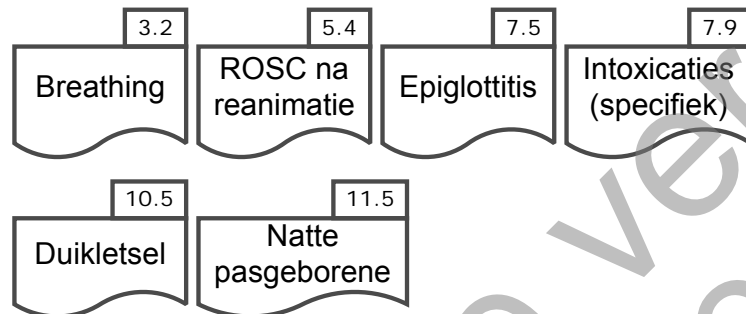 3.2
Breathing
5.4
ROSC na
reanimatie
7.5
Epiglottitis
7.9
Intoxicaties
(specifiek)
10.5
Duikletsel
11.5
Natte
pasgeborene
ver